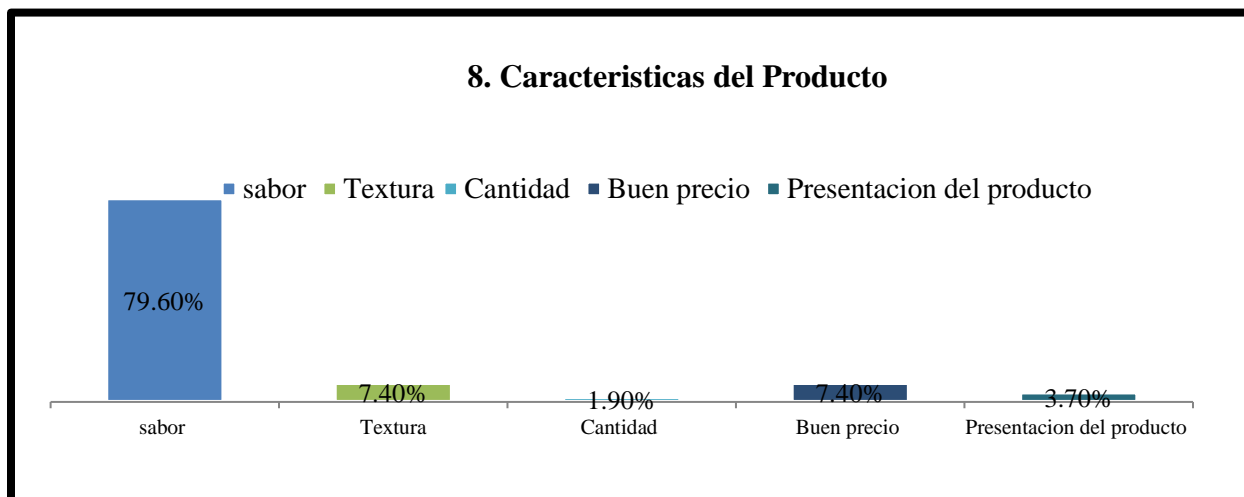 8. Caracteristicas del Producto
sabor Textura Cantidad Buen precio Presentacion del producto
79.60%
7.40%
1.90%
7.40%
3.70%
sabor
Textura
Cantidad
Buen precio
Presentacion del producto